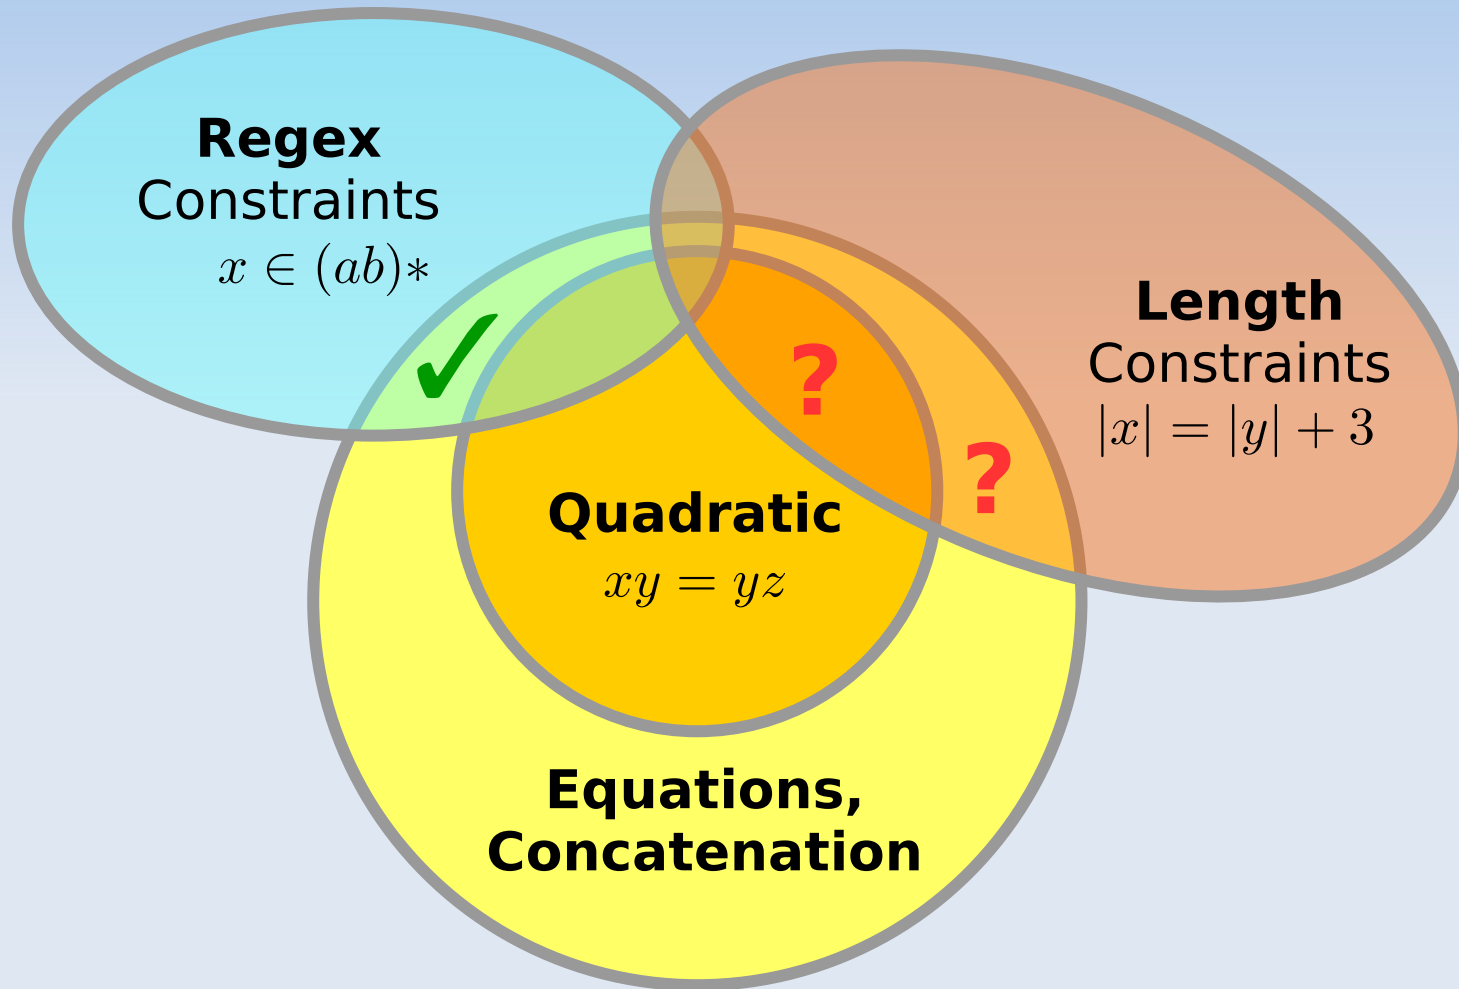 Regex
Constraints
x ∈ (ab)*
✓
Length
Constraints
|x| = |y| + 3
?
?
Quadratic
xy = yz
Equations,
Concatenation